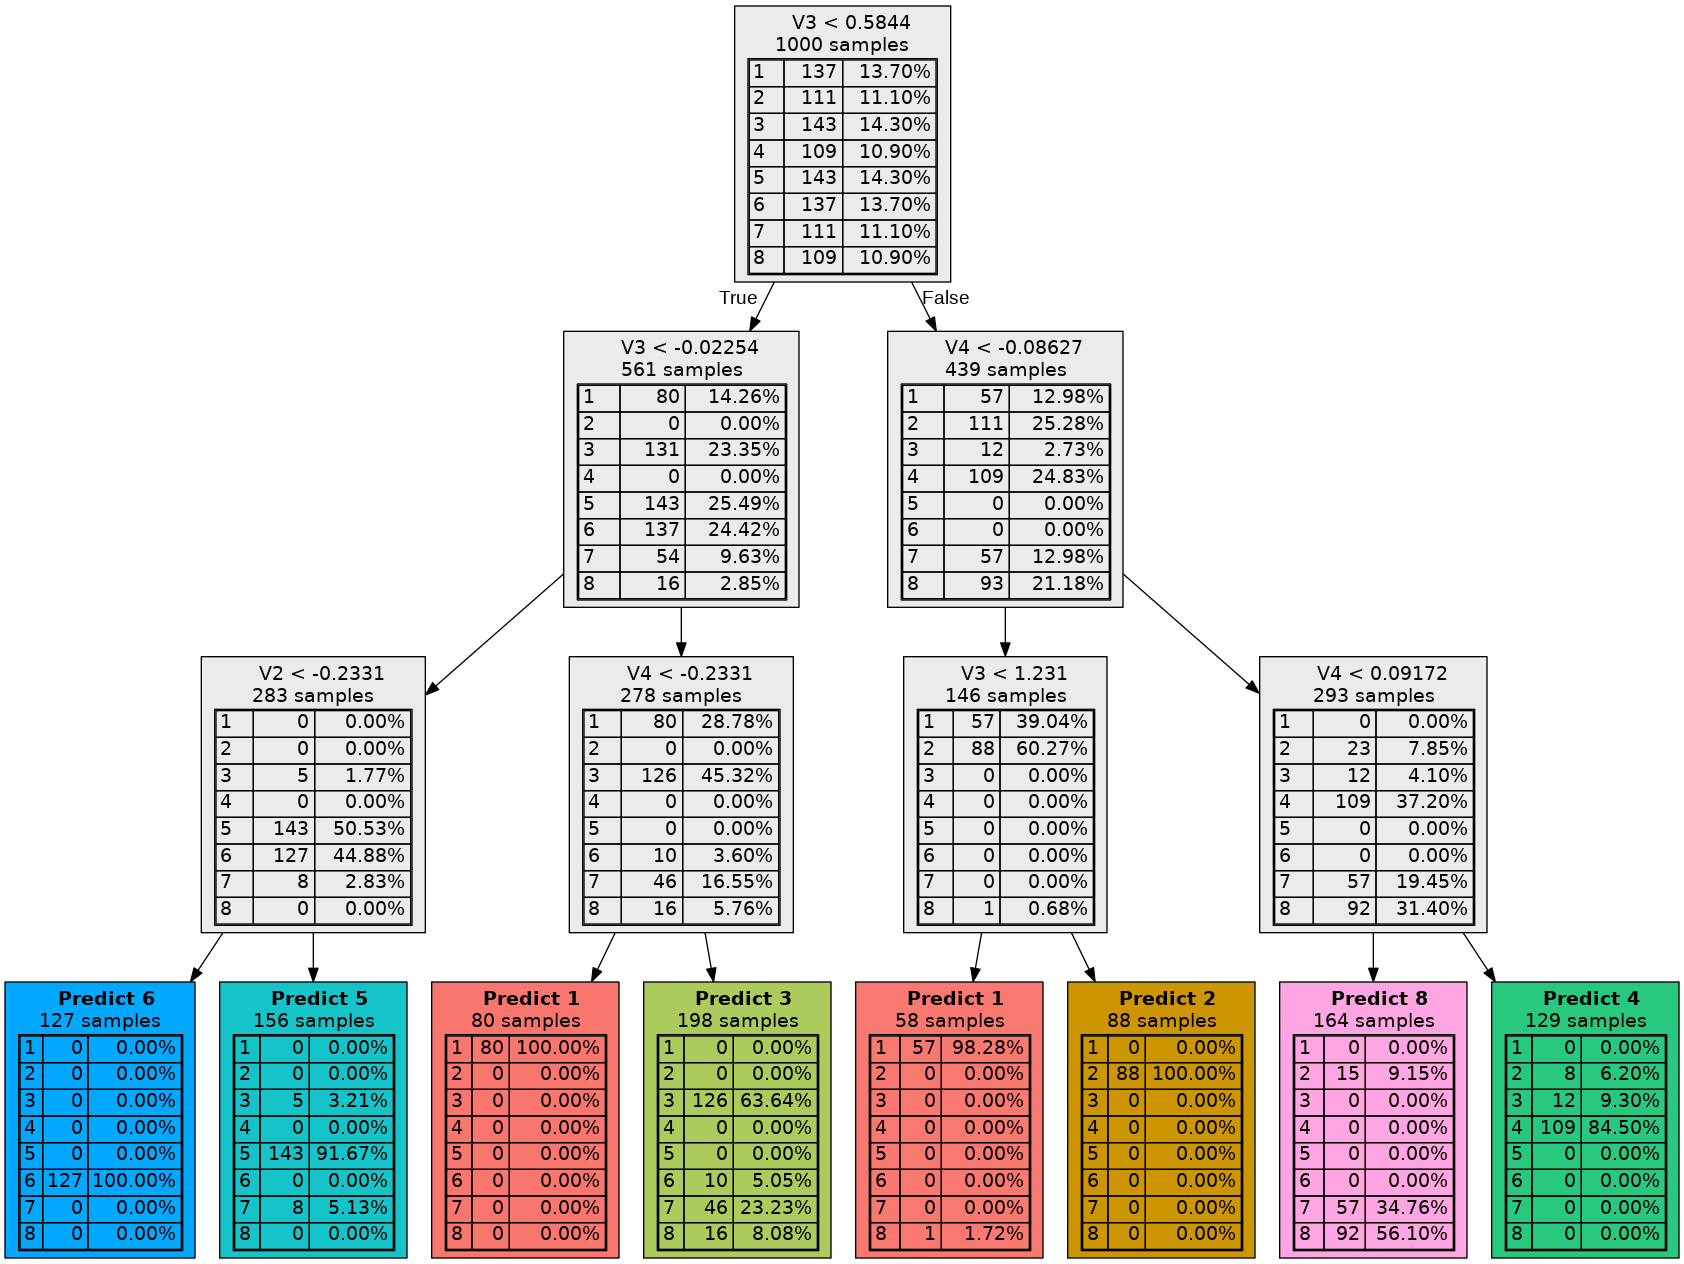 V3 < 0.5844
1000 samples
1 137 13.70%
2 111 11.10%
3 143 14.30%
4 109 10.90%
5 143 14.30%
6 137 13.70%
7 111 11.10%
8 109 10.90%
True
False
V3 < -0.02254
561 samples
1 80 14.26%
2 0 0.00%
3 131 23.35%
4 0 0.00%
5 143 25.49%
6 137 24.42%
7 54 9.63%
8 16 2.85%
V4 < -0.08627
439 samples
1 57 12.98%
2 111 25.28%
3 12 2.73%
4 109 24.83%
5 0 0.00%
6 0 0.00%
7 57 12.98%
8 93 21.18%
V2 < -0.2331
283 samples
1 0 0.00%
2 0 0.00%
3 5 1.77%
4 0 0.00%
5 143 50.53%
6 127 44.88%
7 8 2.83%
8 0 0.00%
V4 < -0.2331
278 samples
1 80 28.78%
2 0 0.00%
3 126 45.32%
4 0 0.00%
5 0 0.00%
6 10 3.60%
7 46 16.55%
8 16 5.76%
V3 < 1.231
146 samples
1 57 39.04%
2 88 60.27%
3 0 0.00%
4 0 0.00%
5 0 0.00%
6 0 0.00%
7 0 0.00%
8 1 0.68%
V4 < 0.09172
293 samples
1 0 0.00%
2 23 7.85%
3 12 4.10%
4 109 37.20%
5 0 0.00%
6 0 0.00%
7 57 19.45%
8 92 31.40%
Predict 6
127 samples
1 0 0.00%
2 0 0.00%
3 0 0.00%
4 0 0.00%
5 0 0.00%
6 127 100.00%
7 0 0.00%
8 0 0.00%
Predict 5
156 samples
1 0 0.00%
2 0 0.00%
3 5 3.21%
4 0 0.00%
5 143 91.67%
6 0 0.00%
7 8 5.13%
8 0 0.00%
Predict 1
80 samples
1 80 100.00%
2 0 0.00%
3 0 0.00%
4 0 0.00%
5 0 0.00%
6 0 0.00%
7 0 0.00%
8 0 0.00%
Predict 3
198 samples
1 0 0.00%
2 0 0.00%
3 126 63.64%
4 0 0.00%
5 0 0.00%
6 10 5.05%
7 46 23.23%
8 16 8.08%
Predict 1
58 samples
1 57 98.28%
2 0 0.00%
3 0 0.00%
4 0 0.00%
5 0 0.00%
6 0 0.00%
7 0 0.00%
8 1 1.72%
Predict 2
88 samples
1 0 0.00%
2 88 100.00%
3 0 0.00%
4 0 0.00%
5 0 0.00%
6 0 0.00%
7 0 0.00%
8 0 0.00%
Predict 8
164 samples
1 0 0.00%
2 15 9.15%
3 0 0.00%
4 0 0.00%
5 0 0.00%
6 0 0.00%
7 57 34.76%
8 92 56.10%
Predict 4
129 samples
1 0 0.00%
2 8 6.20%
3 12 9.30%
4 109 84.50%
5 0 0.00%
6 0 0.00%
7 0 0.00%
8 0 0.00%